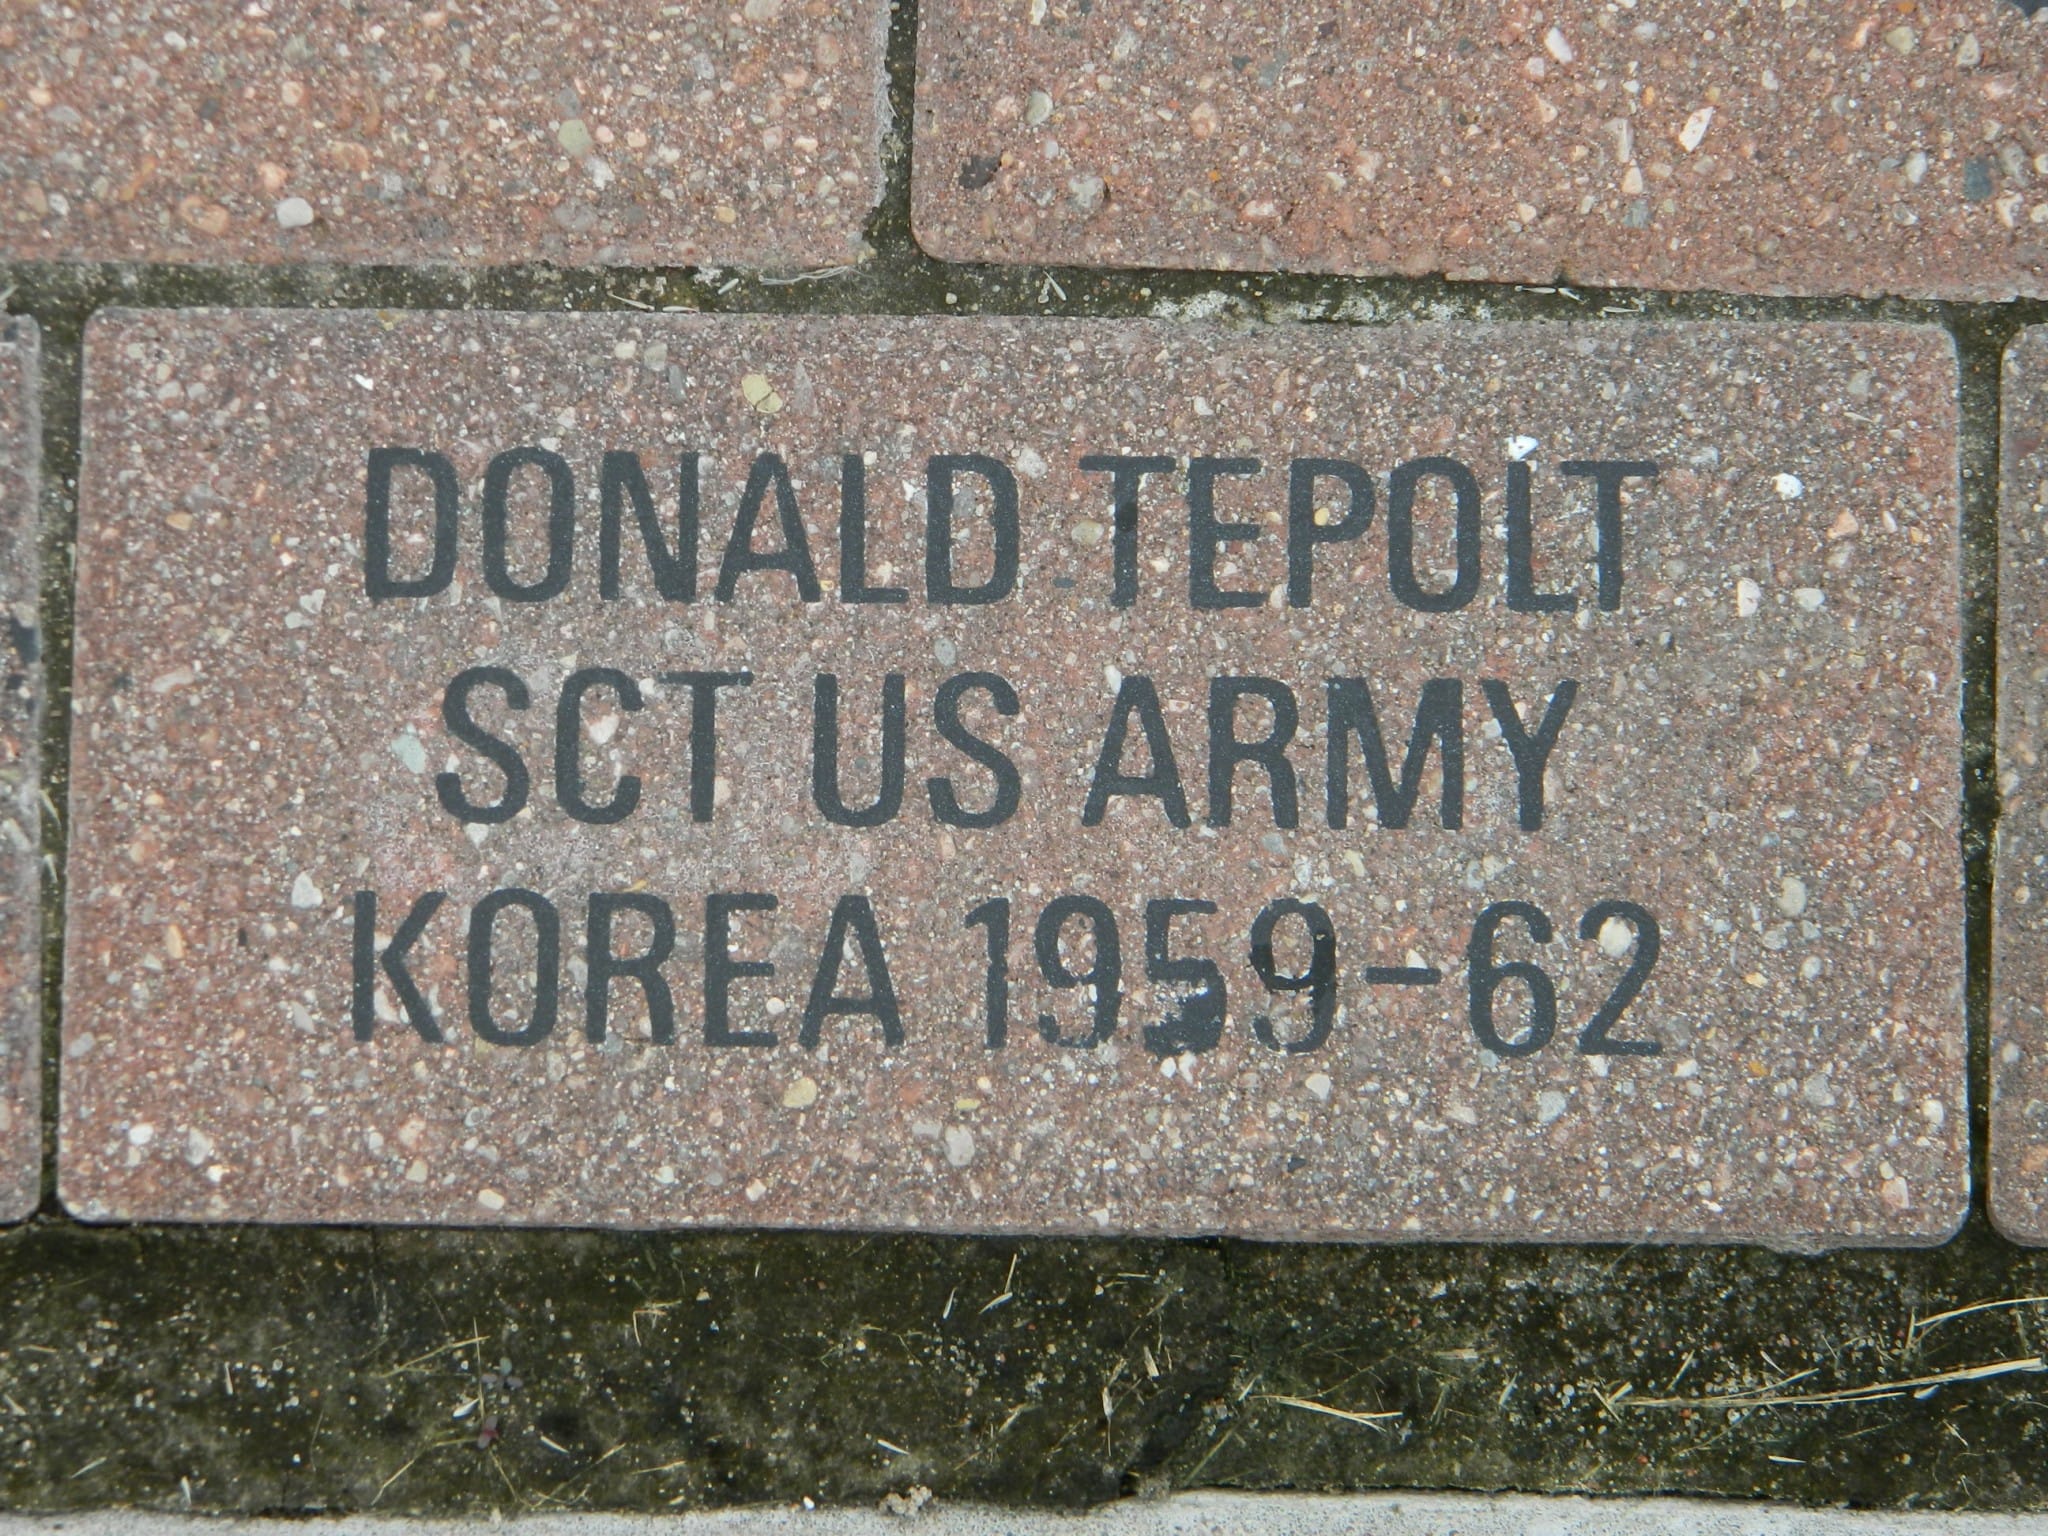 DONALD TEPOLT
SCT US ARMY
KOREA 1959-62